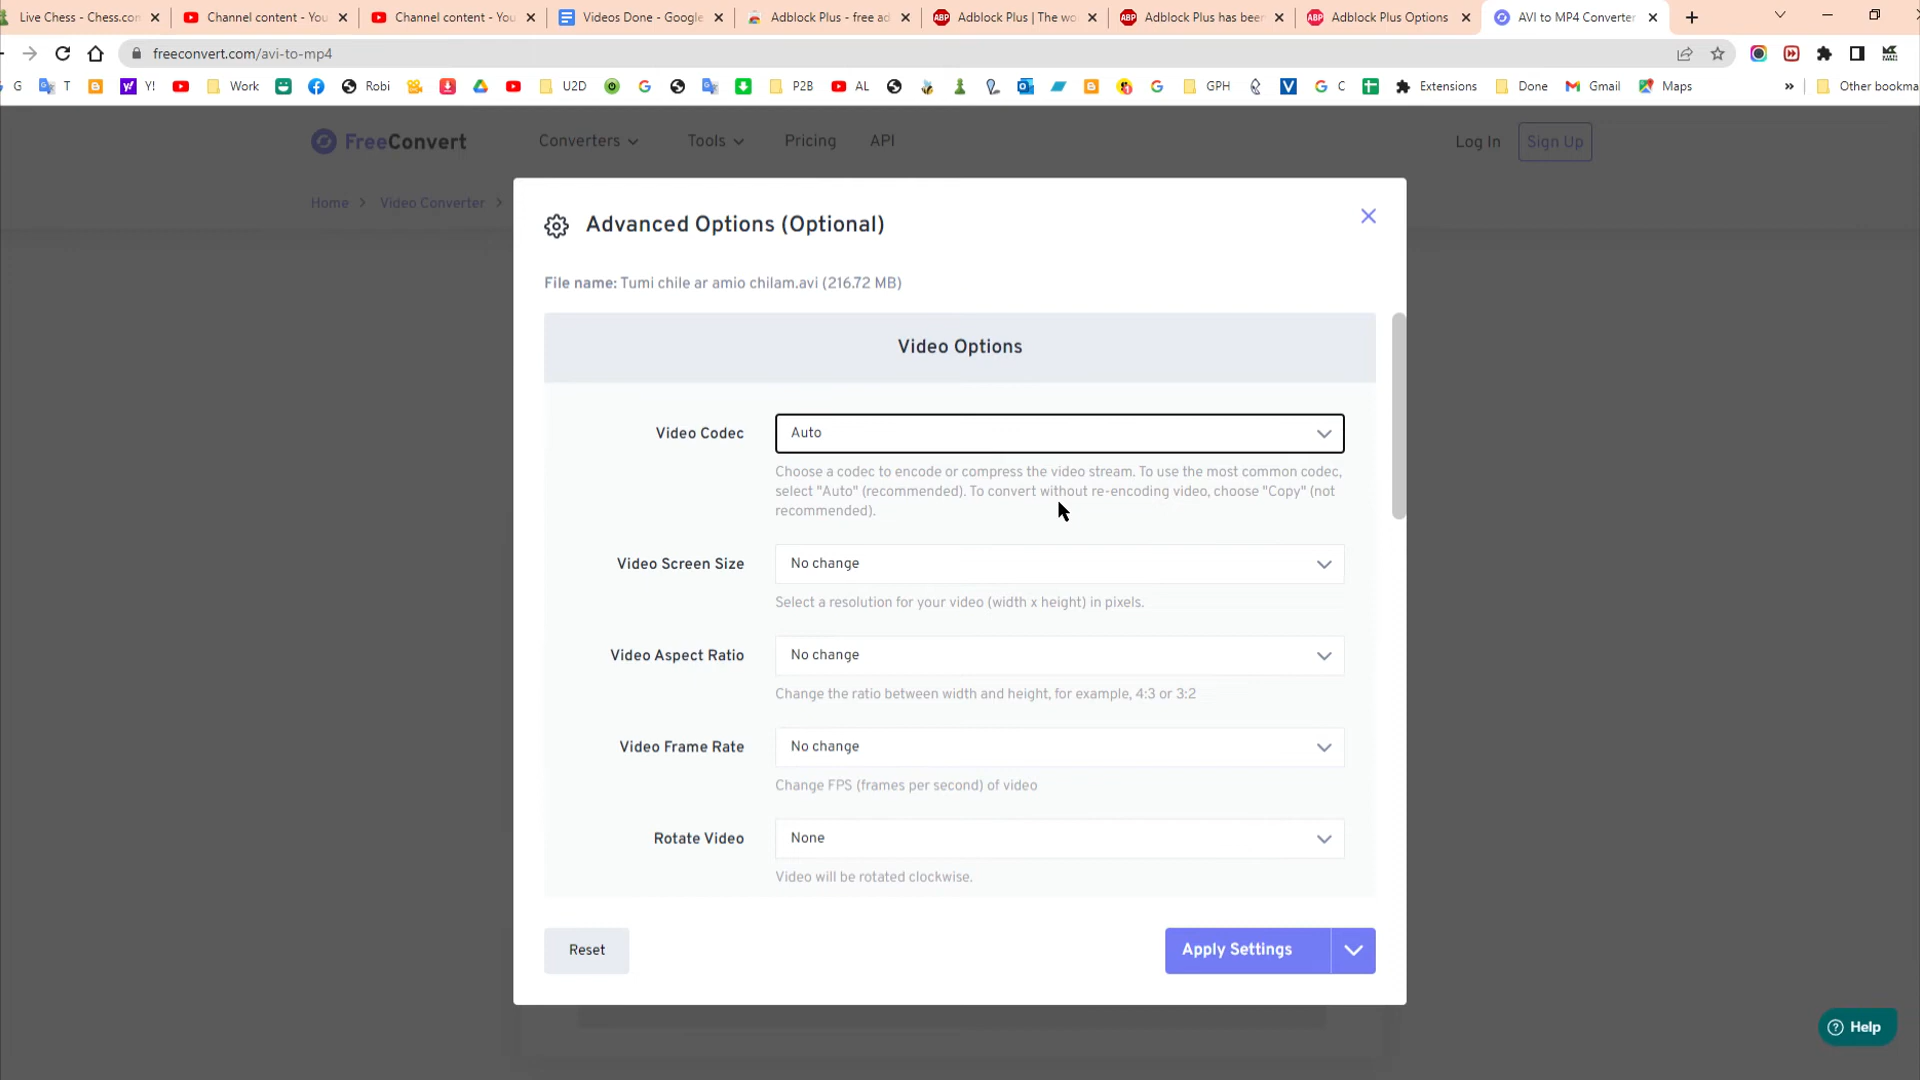 Live Chess - Chess.con
Channel content - You
Channel content - You
Videos Done - Google
Adblock Plus - free ad
Adblock Plus | The wo
Adblock Plus has been
Adblock Plus Options
AVI to MP4 Converter
freeconvert.com/avi-to-mp4
G T Y! Work Robi U2D P2B AL GPH C Extensions Done Gmail Maps » Other bookma
FreeConvert Converters Tools Pricing API Log In Sign Up
Home > Video Converter >
Advanced Options (Optional)
File name: Tumi chile ar amio chilam.avi (216.72 MB)
Video Options
Video Codec Auto
Choose a codec to encode or compress the video stream. To use the most common codec,
select "Auto" (recommended). To convert without re-encoding video, choose "Copy" (not
recommended).
Video Screen Size No change
Select a resolution for your video (width x height) in pixels.
Video Aspect Ratio No change
Change the ratio between width and height, for example, 4:3 or 3:2
Video Frame Rate No change
Change FPS (frames per second) of video
Rotate Video None
Video will be rotated clockwise.
Reset Apply Settings
Help